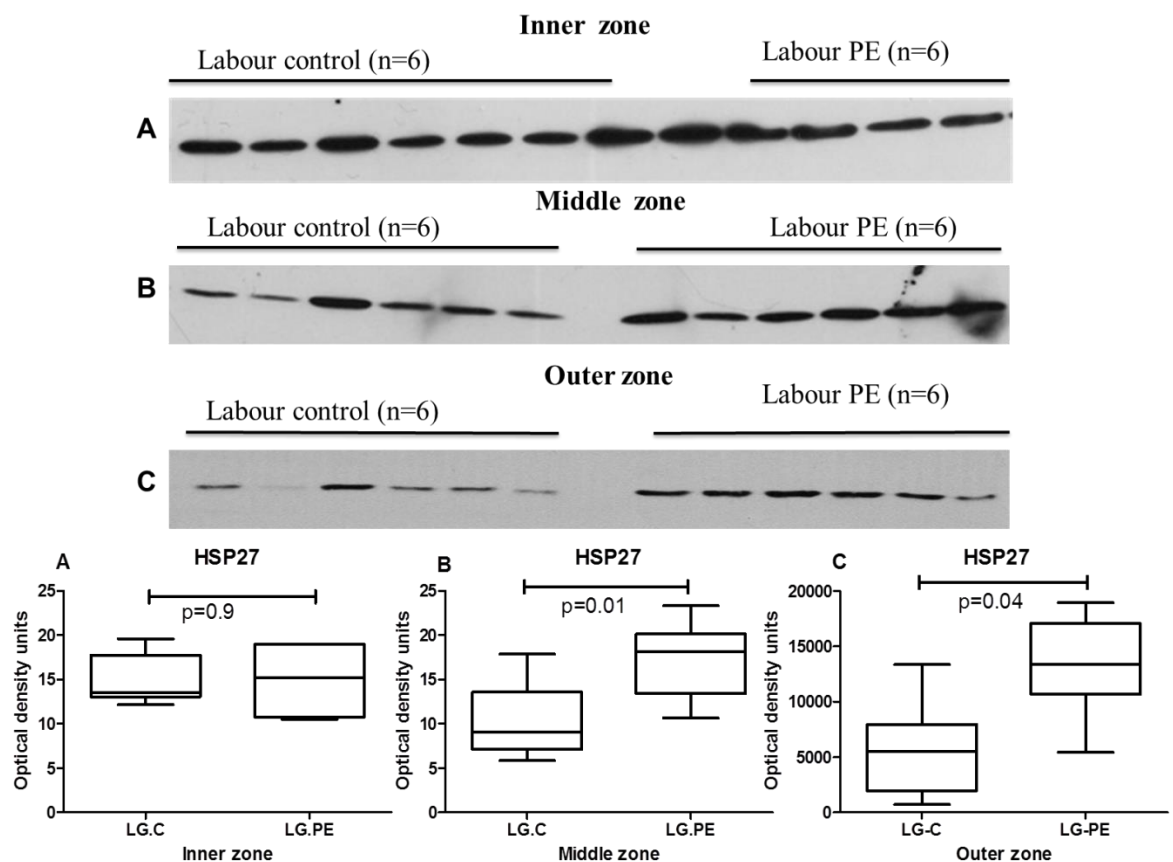 Inner zone
Labour control (n=6)
Labour PE (n=6)
A
Middle zone
Labour control (n=6)
Labour PE (n=6)
B
Outer zone
Labour control (n=6)
Labour PE (n=6)
C
A
HSP27
p=0.9
Optical density units
25
20
15
10
5
0
LG.C
LG.PE
Inner zone
B
HSP27
p=0.01
Optical density units
25
20
15
10
5
0
LG.C
LG.PE
Middle zone
C
HSP27
p=0.04
Optical density units
20000
15000
10000
5000
0
LG-C
LG-PE
Outer zone